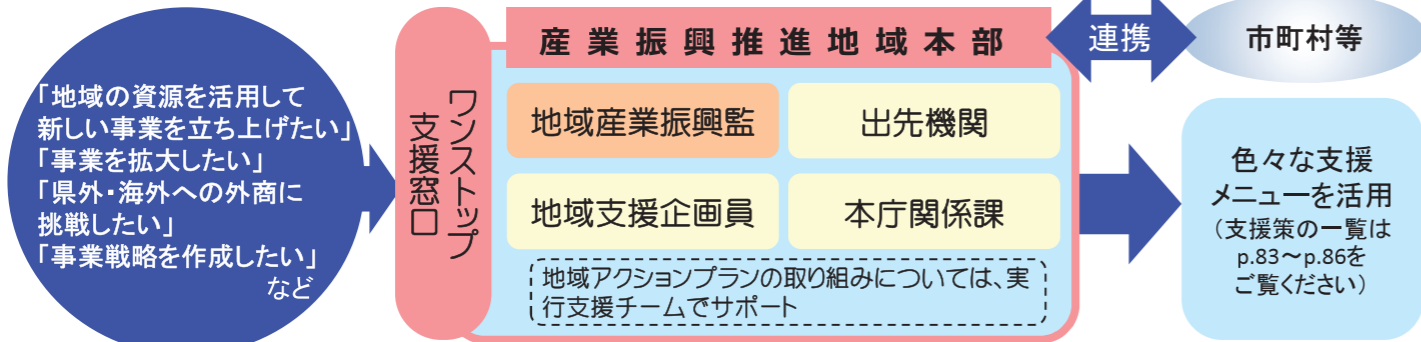 「地域の資源を活用して
新しい事業を立ち上げたい」
「事業を拡大したい」
「県外・海外への外商に
挑戦したい」
「事業戦略を作成したい」
など
ワンストップ
支援窓口
産業振興推進地域本部
地域産業振興監
出先機関
地域支援企画員
本庁関係課
地域アクションプランの取り組みについては、実
行支援チームでサポート
連携
市町村等
色々な支援
メニューを活用
（支援策の一覧は
p.83～p.86を
ご覧ください）